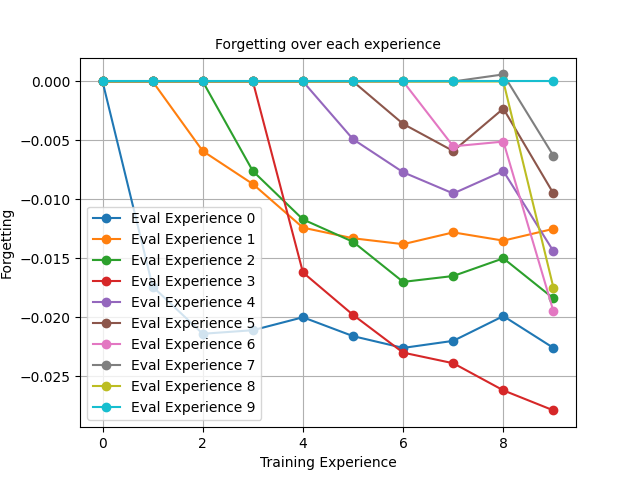 Forgetting over each experience
Forgetting
0.000
−0.005
−0.010
−0.015
−0.020
−0.025
Eval Experience 0
Eval Experience 1
Eval Experience 2
Eval Experience 3
Eval Experience 4
Eval Experience 5
Eval Experience 6
Eval Experience 7
Eval Experience 8
Eval Experience 9
0 2 4 6 8
Training Experience